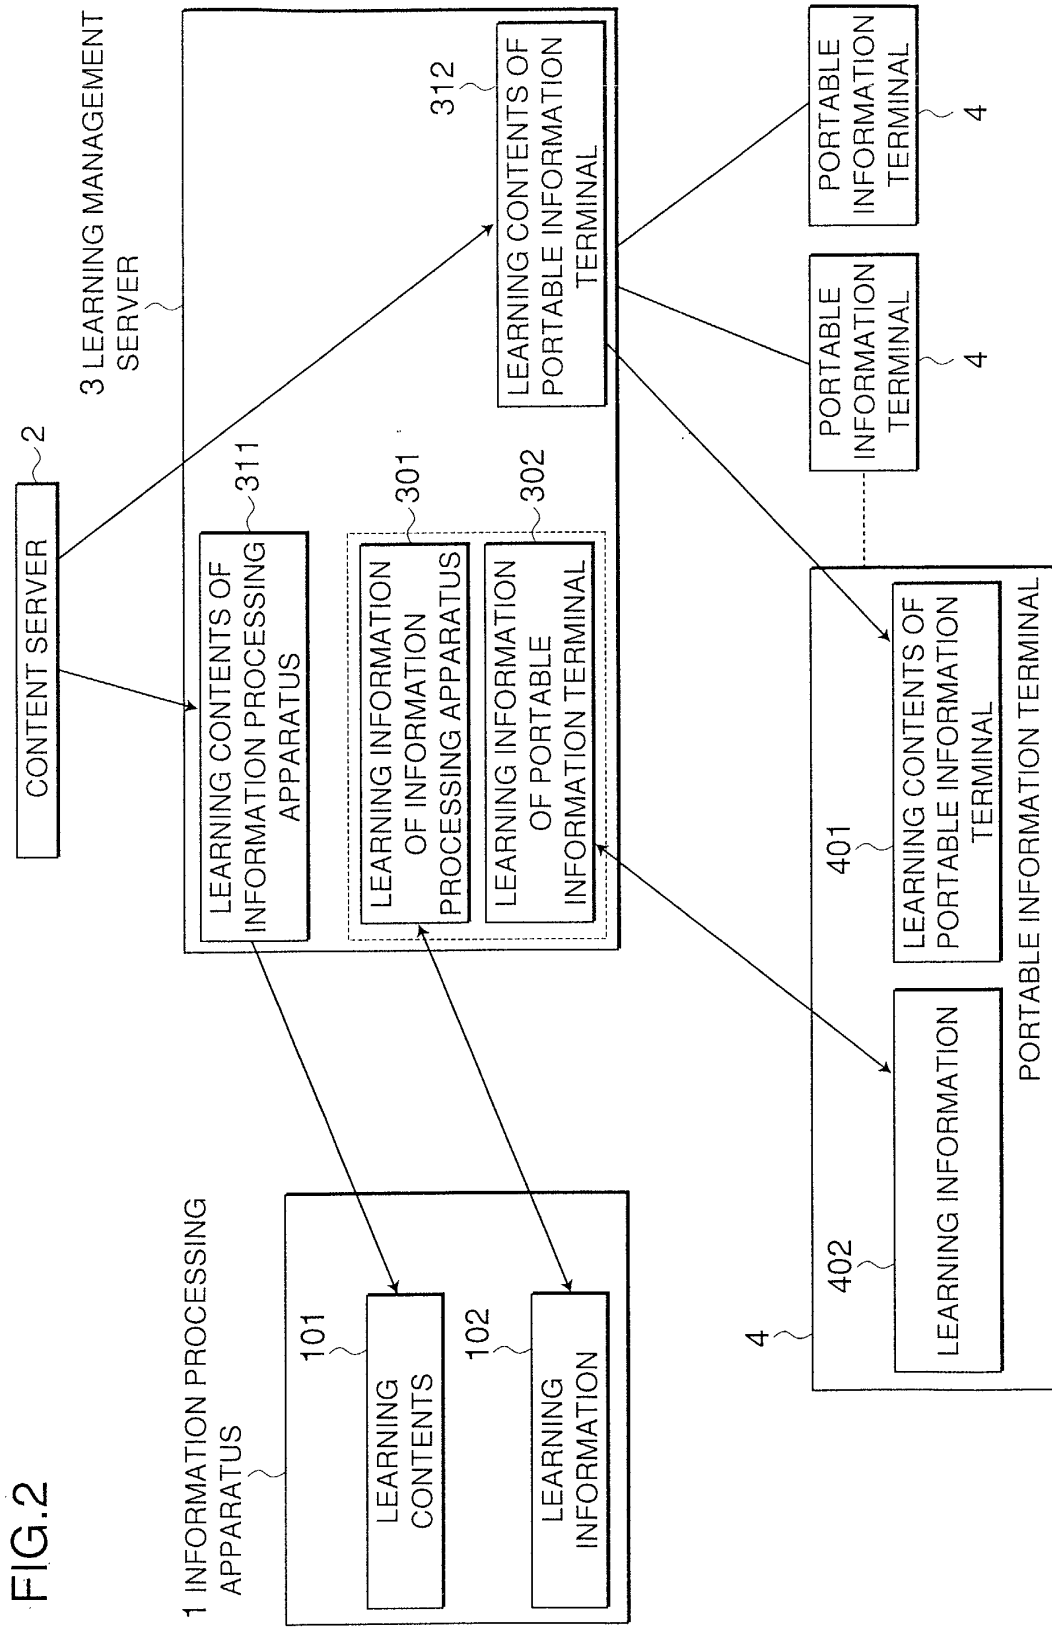 FIG.2
CONTENT SERVER
2
3 LEARNING MANAGEMENT
SERVER
LEARNING CONTENTS OF
INFORMATION PROCESSING
APPARATUS
311
LEARNING INFORMATION
OF INFORMATION
PROCESSING APPARATUS
301
LEARNING INFORMATION
OF PORTABLE
INFORMATION TERMINAL
302
LEARNING CONTENTS OF
PORTABLE INFORMATION
TERMINAL
312
1 INFORMATION PROCESSING
APPARATUS
101
LEARNING
CONTENTS
102
LEARNING
INFORMATION
4
402
LEARNING INFORMATION
401
LEARNING CONTENTS OF
PORTABLE INFORMATION
TERMINAL
PORTABLE INFORMATION TERMINAL
PORTABLE
INFORMATION
TERMINAL
4
PORTABLE
INFORMATION
TERMINAL
4